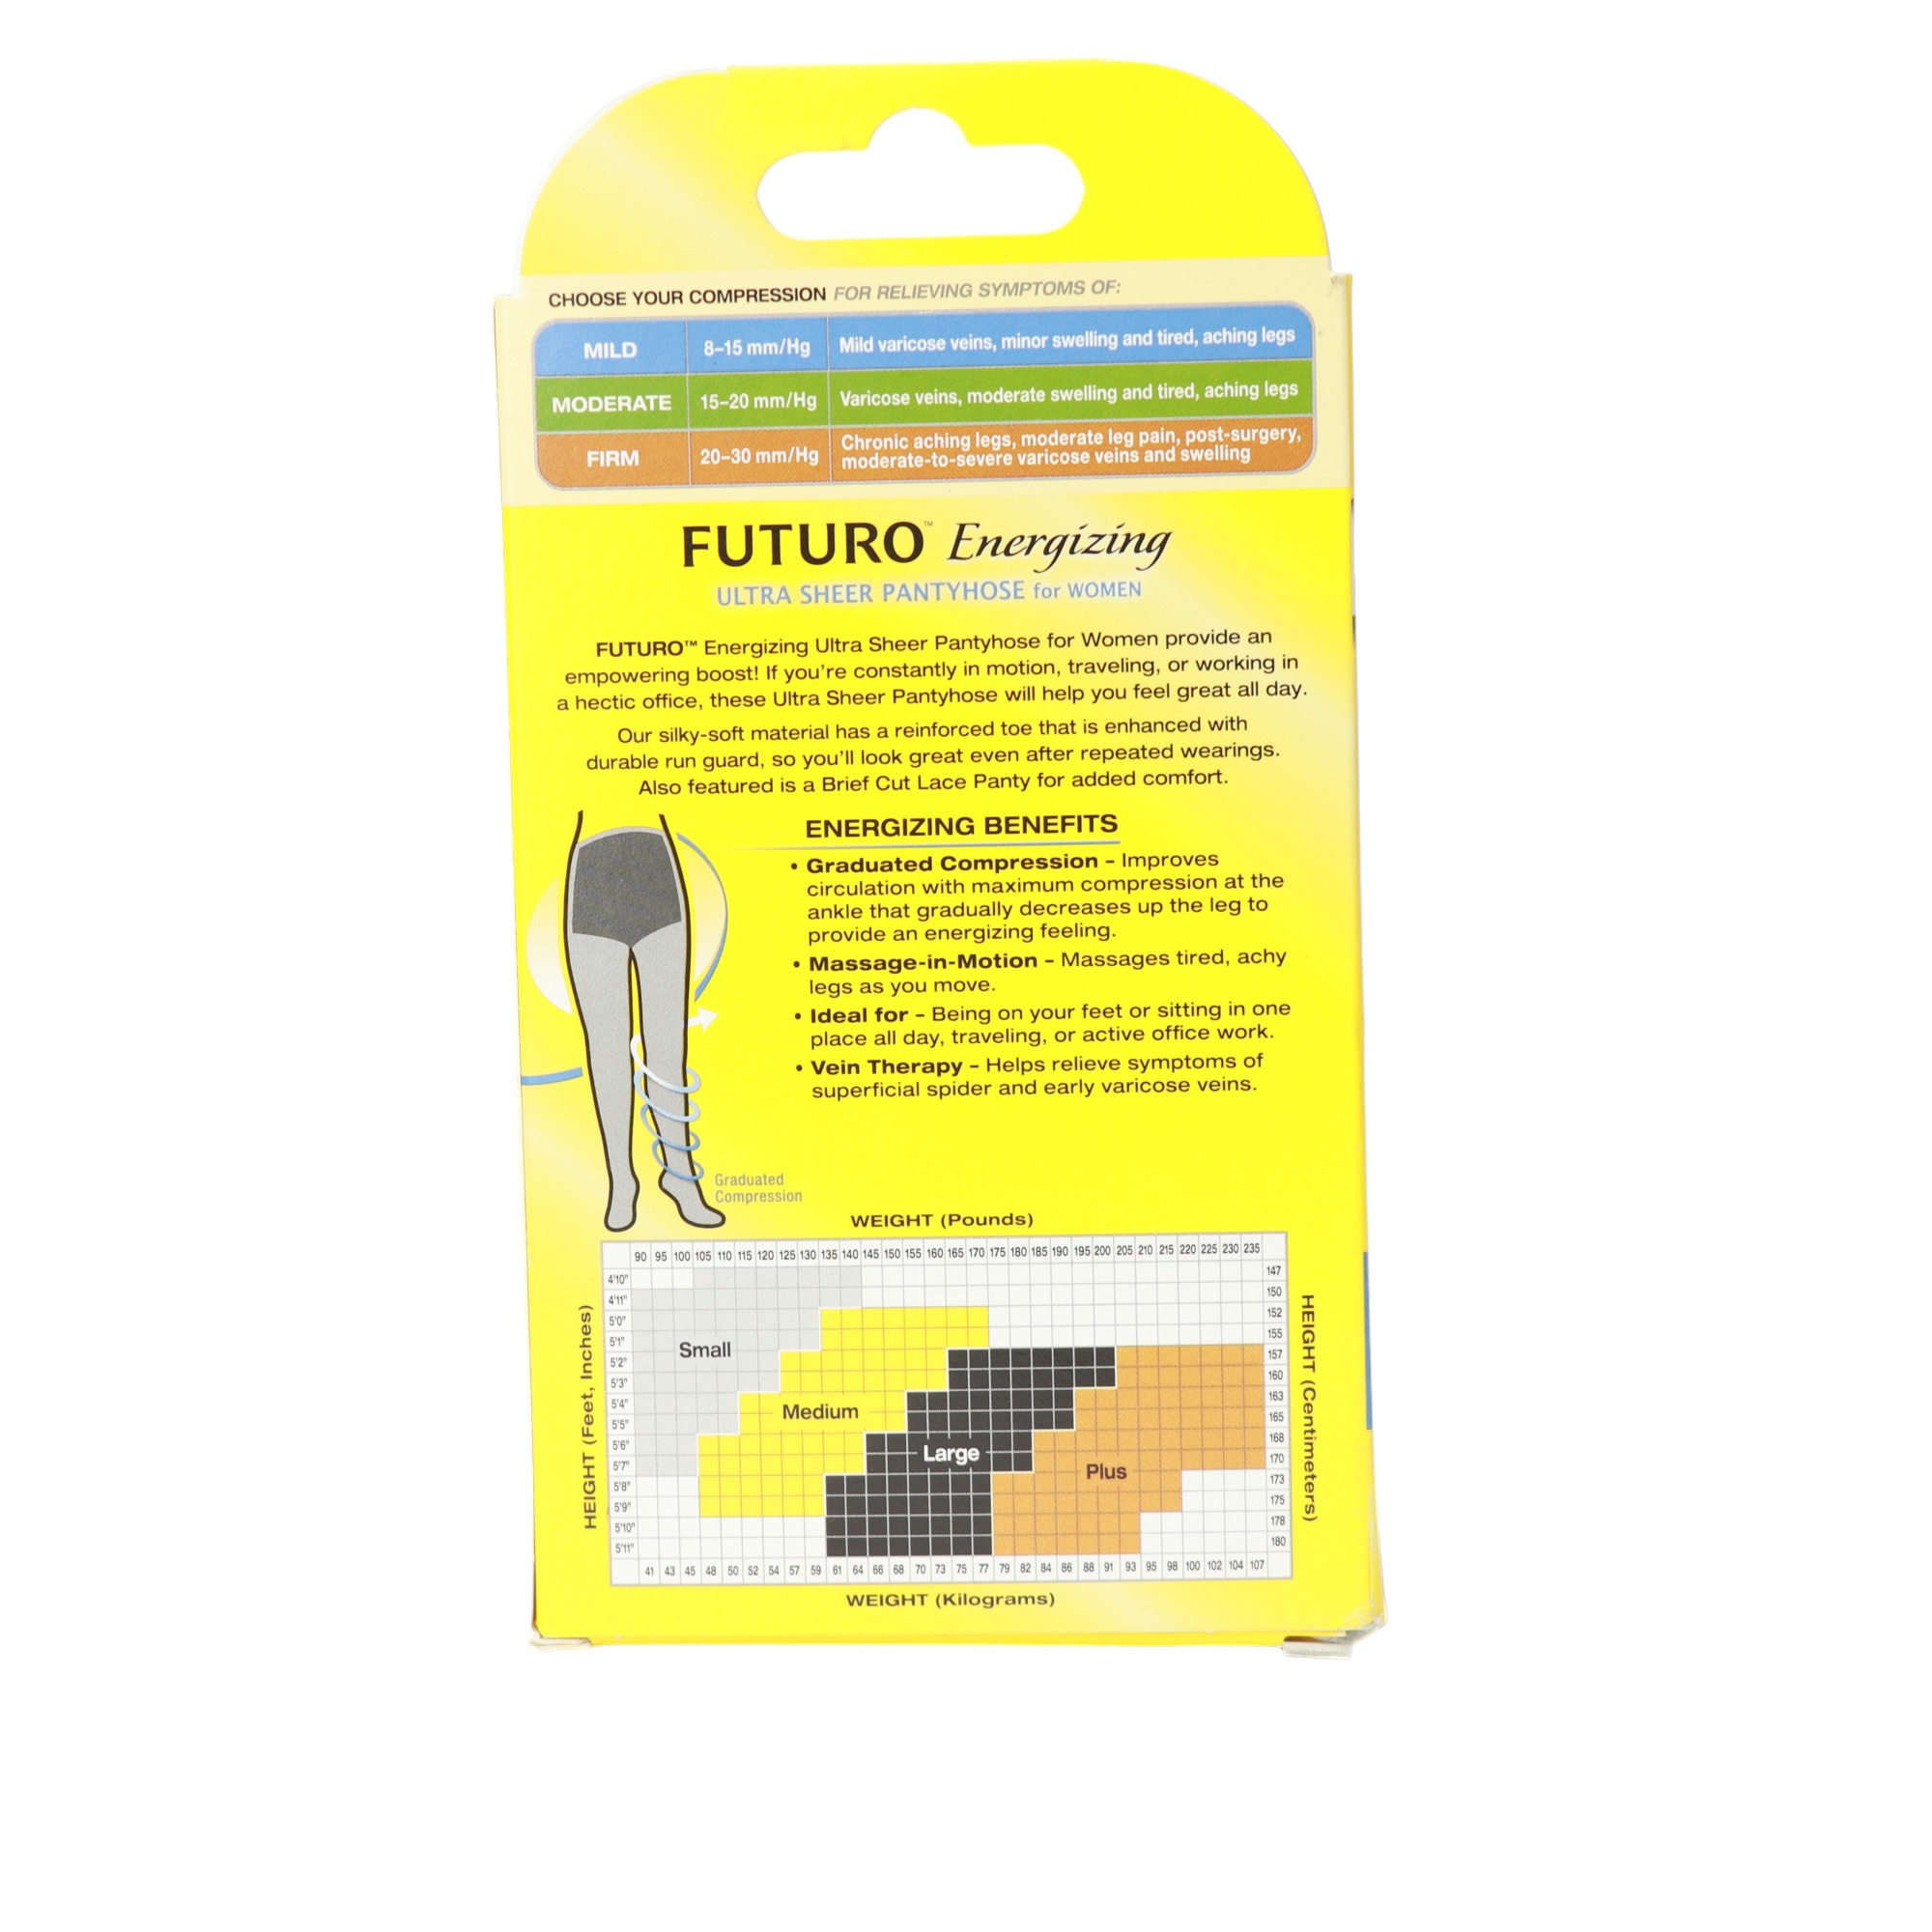 CHOOSE YOUR COMPRESSION FOR RELIEVING SYMPTOMS OF:
MILD 8–15 mm/Hg Mild varicose veins, minor swelling and tired, aching legs
MODERATE 15–20 mm/Hg Varicose veins, moderate swelling and tired, aching legs
FIRM 20–30 mm/Hg Chronic aching legs, moderate leg pain, post-surgery,
moderate-to-severe varicose veins and swelling
FUTURO™ Energizing
ULTRA SHEER PANTYHOSE for WOMEN
FUTURO™ Energizing Ultra Sheer Pantyhose for Women provide an
empowering boost! If you're constantly in motion, traveling, or working in
a hectic office, these Ultra Sheer Pantyhose will help you feel great all day.
Our silky-soft material has a reinforced toe that is enhanced with
durable run guard, so you'll look great even after repeated wearings.
Also featured is a Brief Cut Lace Panty for added comfort.
ENERGIZING BENEFITS
• Graduated Compression – Improves
circulation with maximum compression at the
ankle that gradually decreases up the leg to
provide an energizing feeling.
• Massage-in-Motion – Massages tired, achy
legs as you move.
• Ideal for – Being on your feet or sitting in one
place all day, traveling, or active office work.
• Vein Therapy – Helps relieve symptoms of
superficial spider and early varicose veins.
Graduated
Compression
WEIGHT (Pounds)
90 95 100 105 110 115 120 125 130 135 140 145 150 155 160 165 170 175 180 185 190 195 200 205 210 215 220 225 230 235
HEIGHT (Feet, Inches)
4'10" 147
4'11" 150
5'0" 152
5'1" 155
Small
5'2" 157
5'3" 160
5'4" 163
Medium
5'5" 165
5'6" 168
Large
5'7" 170
Plus
5'8" 173
5'9" 175
5'10" 178
5'11" 180
HEIGHT (Centimeters)
41 43 45 48 50 52 54 57 59 61 64 66 68 70 73 75 77 79 82 84 86 88 91 93 95 98 100 102 104 107
WEIGHT (Kilograms)